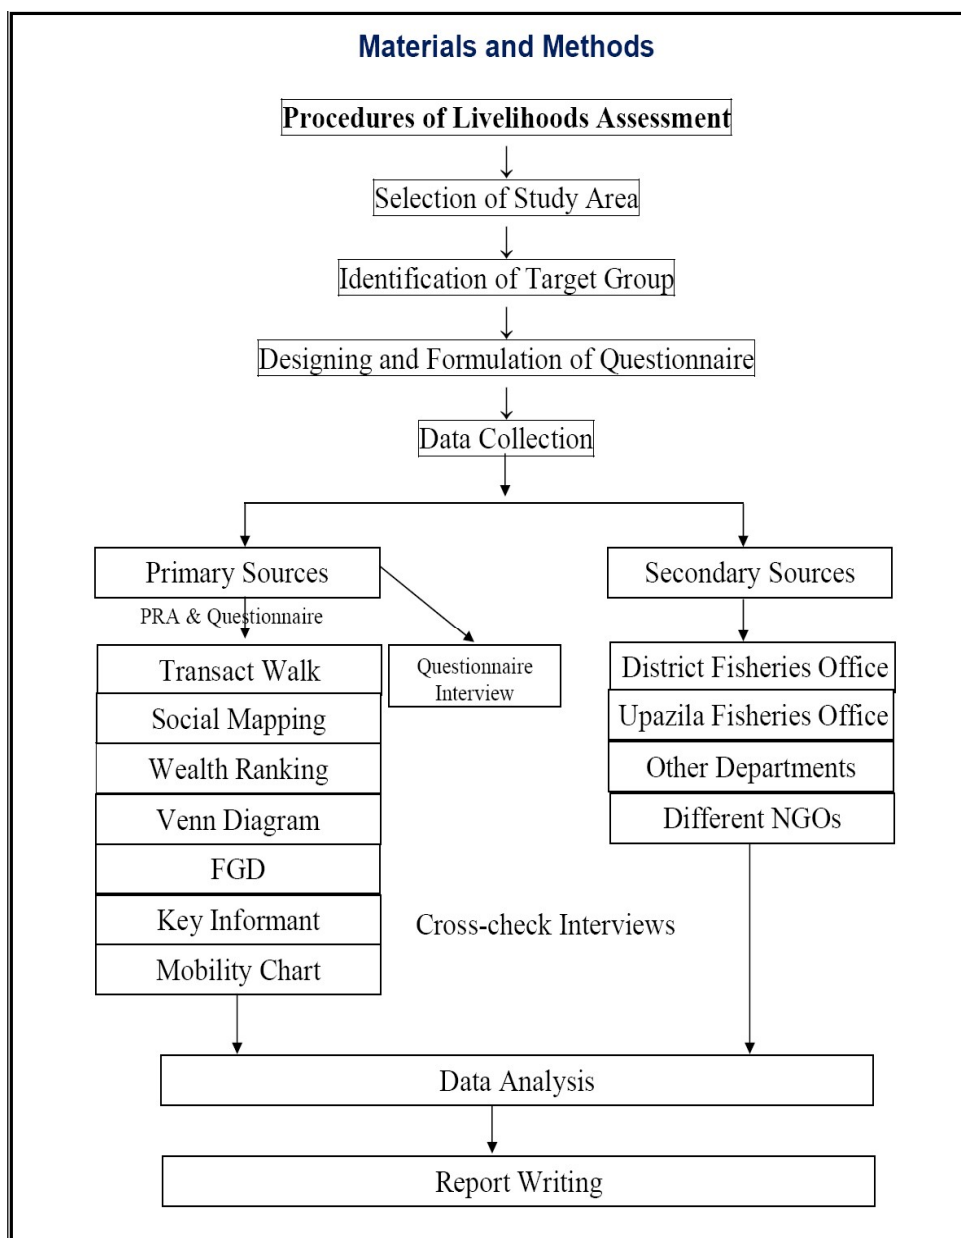 Materials and Methods
Procedures of Livelihoods Assessment
Selection of Study Area
Identification of Target Group
Designing and Formulation of Questionnaire
Data Collection
Primary Sources
Secondary Sources
PRA & Questionnaire
Transact Walk
Social Mapping
Wealth Ranking
Venn Diagram
FGD
Key Informant
Mobility Chart
Questionnaire
Interview
District Fisheries Office
Upazila Fisheries Office
Other Departments
Different NGOs
Cross-check Interviews
Data Analysis
Report Writing